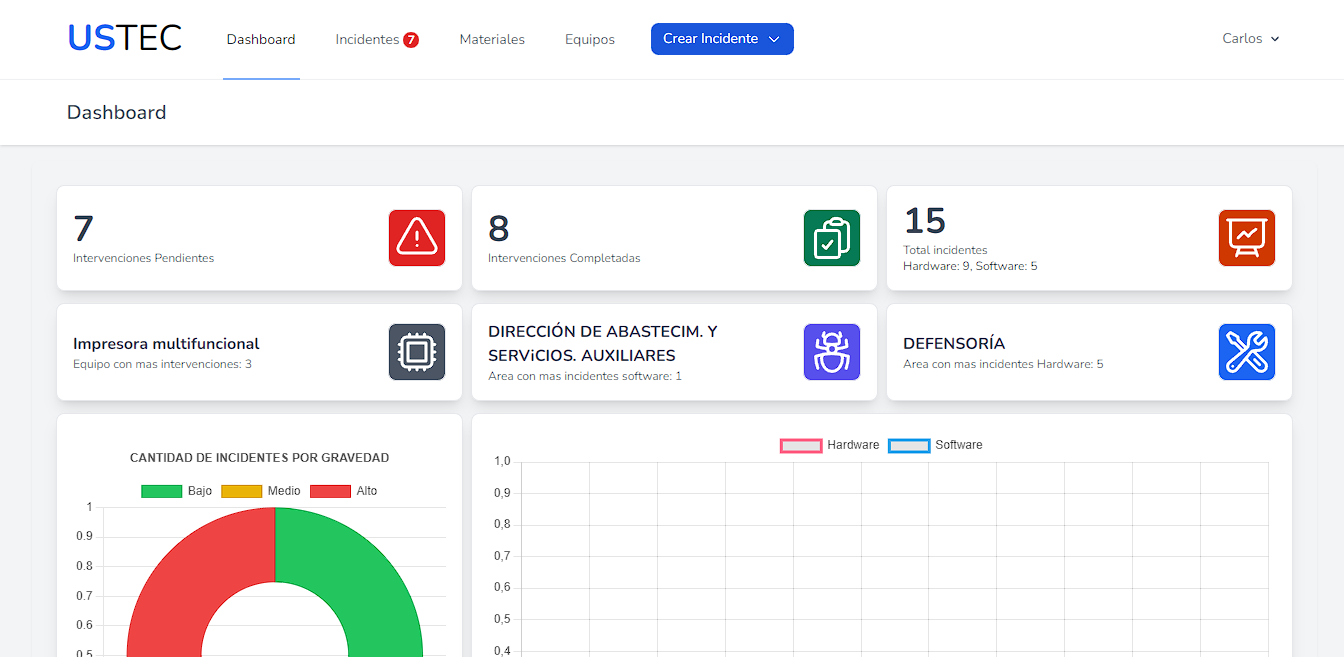 USTEC
Dashboard
Incidentes 7
Materiales
Equipos
Crear Incidente
Carlos
Dashboard
7
Intervenciones Pendientes
8
Intervenciones Completadas
15
Total incidentes
Hardware: 9, Software: 5
Impresora multifuncional
Equipo con mas intervenciones: 3
DIRECCIÓN DE ABASTECIM. Y
SERViCIOS. AUXILIARES
Area con mas incidentes software: 1
DEFENSORÍA
Area con mas incidentes Hardware: 5
CANTIDAD DE INCIDENTES POR GRAVEDAD
Bajo Medio Alto
1
0.9
0.8
0.7
0.6
0.5
Hardware Software
1,0
0,9
0,8
0,7
0,6
0,5
0,4